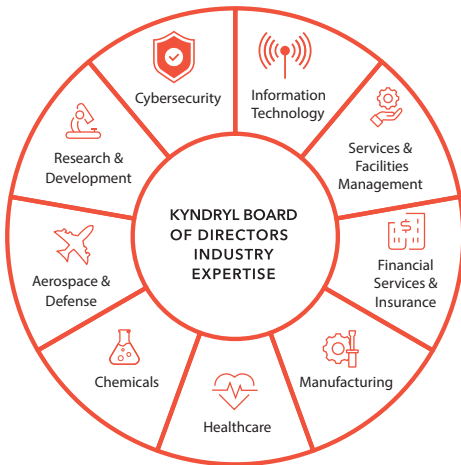 KYNDRYL BOARD
OF DIRECTORS
INDUSTRY
EXPERTISE
Cybersecurity
Information
Technology
Services &
Facilities
Management
Financial
Services &
Insurance
Manufacturing
Healthcare
Chemicals
Aerospace &
Defense
Research &
Development
$